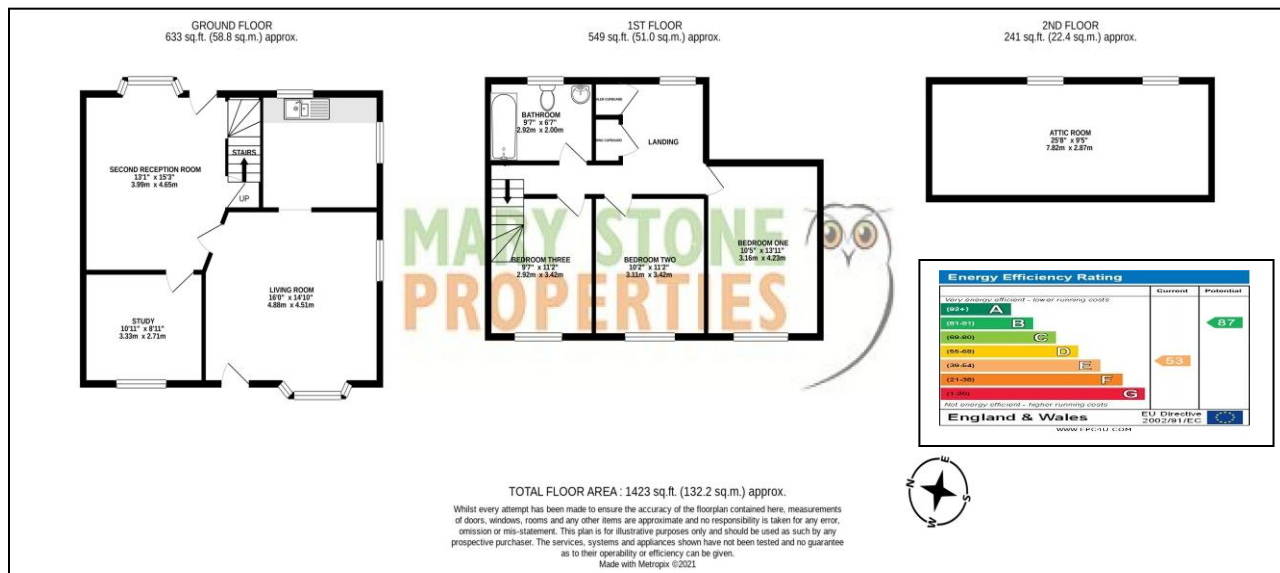 GROUND FLOOR
633 sq.ft. (58.8 sq.m.) approx.
SECOND RECEPTION ROOM
13'1" x 15'3"
3.99m x 4.65m
STAIRS
UP
LIVING ROOM
16'0" x 14'10"
4.88m x 4.51m
STUDY
10'11" x 8'11"
3.33m x 2.71m
1ST FLOOR
549 sq.ft. (51.0 sq.m.) approx.
BATHROOM
9'7" x 6'7"
2.92m x 2.00m
CUPBOARD
CUPBOARD
LANDING
BEDROOM THREE
9'7" x 11'2"
2.92m x 3.42m
BEDROOM TWO
10'2" x 11'2"
3.11m x 3.42m
BEDROOM ONE
10'5" x 13'11"
3.16m x 4.23m
MARY STONE
PROPERTIES
2ND FLOOR
241 sq.ft. (22.4 sq.m.) approx.
ATTIC ROOM
25'8" x 9'5"
7.82m x 2.87m
Energy Efficiency Rating
Current Potential
Very energy efficient - lower running costs
(92+) A
(81-91) B
(69-80) C
(55-68) D
(39-54) E
(21-38) F
(1-20) G
53
87
Not energy efficient - higher running costs
England & Wales
EU Directive
2002/91/EC
WWW.EPC4U.COM
N
E
S
W
TOTAL FLOOR AREA : 1423 sq.ft. (132.2 sq.m.) approx.
Whilst every attempt has been made to ensure the accuracy of the floorplan contained here, measurements
of doors, windows, rooms and any other items are approximate and no responsibility is taken for any error,
omission or mis-statement. This plan is for illustrative purposes only and should be used as such by any
prospective purchaser. The services, systems and appliances shown have not been tested and no guarantee
as to their operability or efficiency can be given.
Made with Metropix ©2021